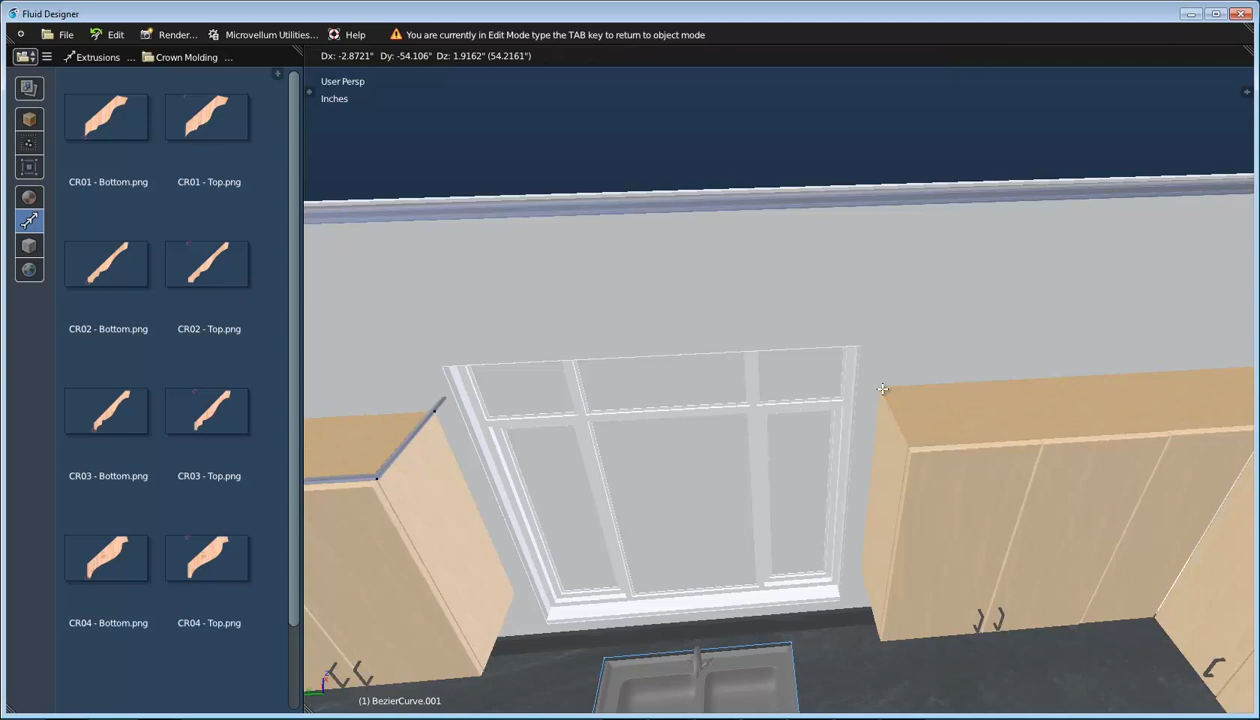 Fluid Designer
File
Edit
Render...
Microvellum Utilities...
Help
You are currently in Edit Mode type the TAB key to return to object mode
Extrusions ...
Crown Molding ...
Dx: -2.8721" Dy: -54.106" Dz: 1.9162" (54.2161")
User Persp
Inches
CR01 - Bottom.png
CR01 - Top.png
CR02 - Bottom.png
CR02 - Top.png
CR03 - Bottom.png
CR03 - Top.png
CR04 - Bottom.png
CR04 - Top.png
(1) BezierCurve.001